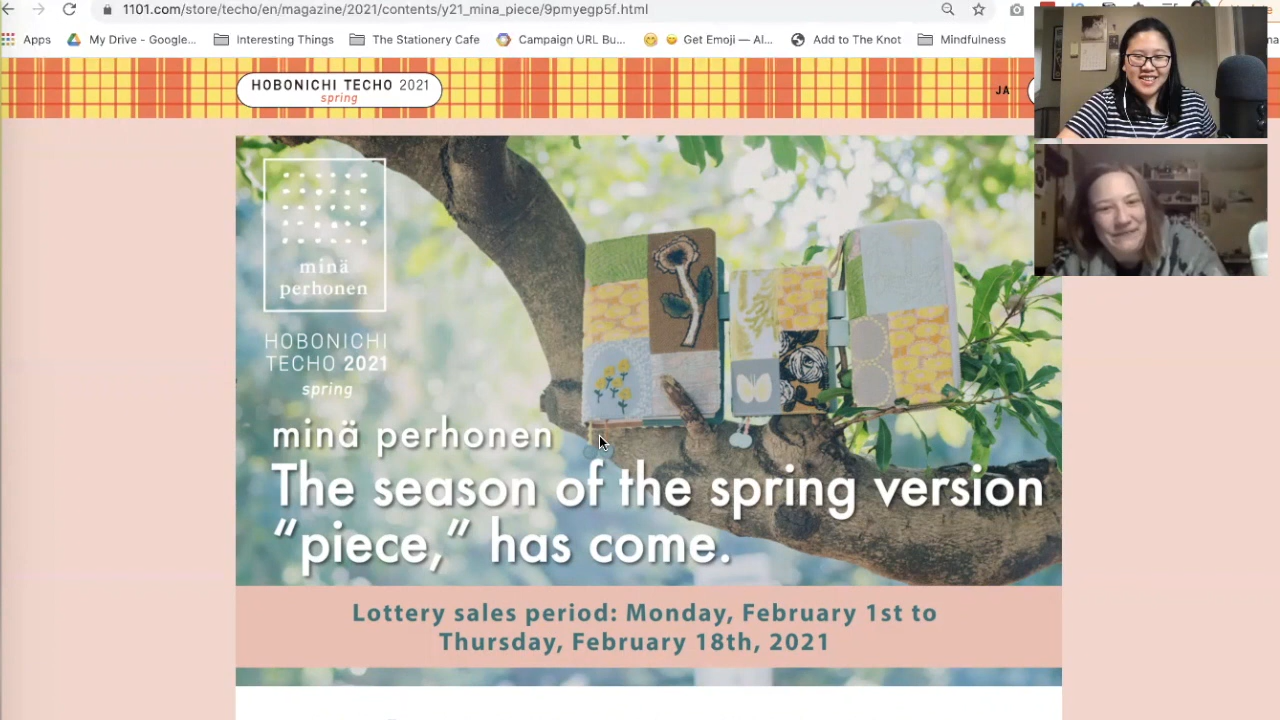 1101.com/store/techo/en/magazine/2021/contents/y21_mina_piece/9pmyegp5f.html
Apps
My Drive - Google...
Interesting Things
The Stationery Cafe
Campaign URL Bu...
Get Emoji — Al...
Add to The Knot
Mindfulness
HOBONICHI TECHO 2021
spring
JA
minä
perhonen
HOBONICHI
TECHO 2021
spring
minä perhonen
The season of the spring version
“piece,” has come.
Lottery sales period: Monday, February 1st to
Thursday, February 18th, 2021